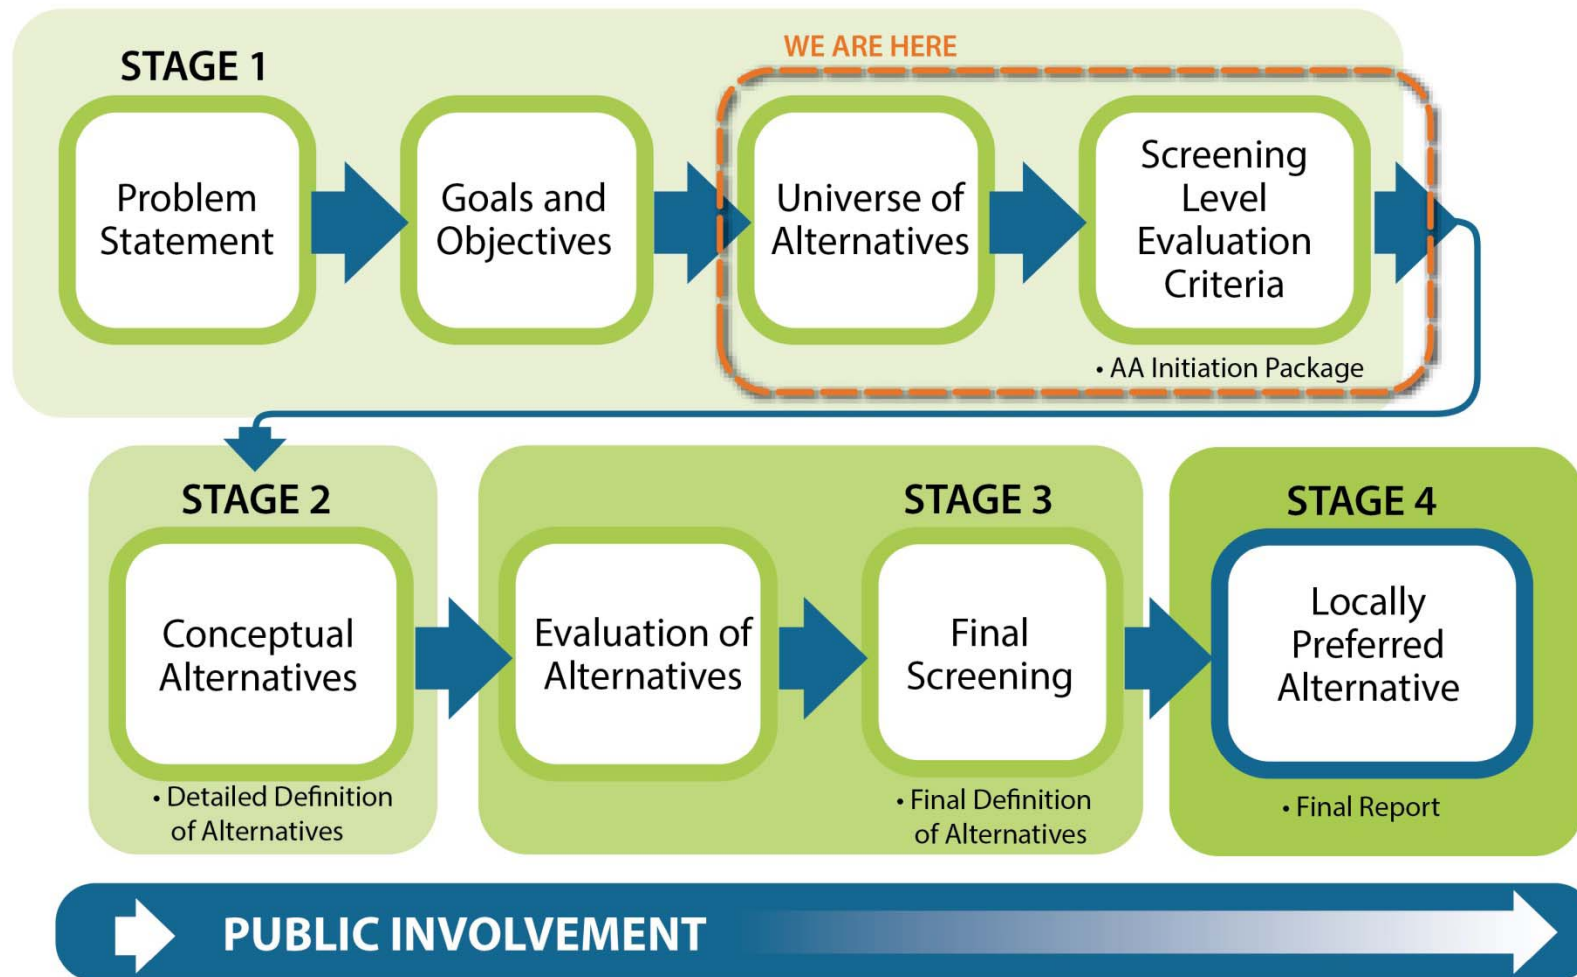 WE ARE HERE
STAGE 1
Problem
Statement
Goals and
Objectives
Universe of
Alternatives
Screening
Level
Evaluation
Criteria
• AA Initiation Package
STAGE 2
Conceptual
Alternatives
• Detailed Definition
of Alternatives
Evaluation of
Alternatives
STAGE 3
Final
Screening
• Final Definition
of Alternatives
STAGE 4
Locally
Preferred
Alternative
• Final Report
PUBLIC INVOLVEMENT